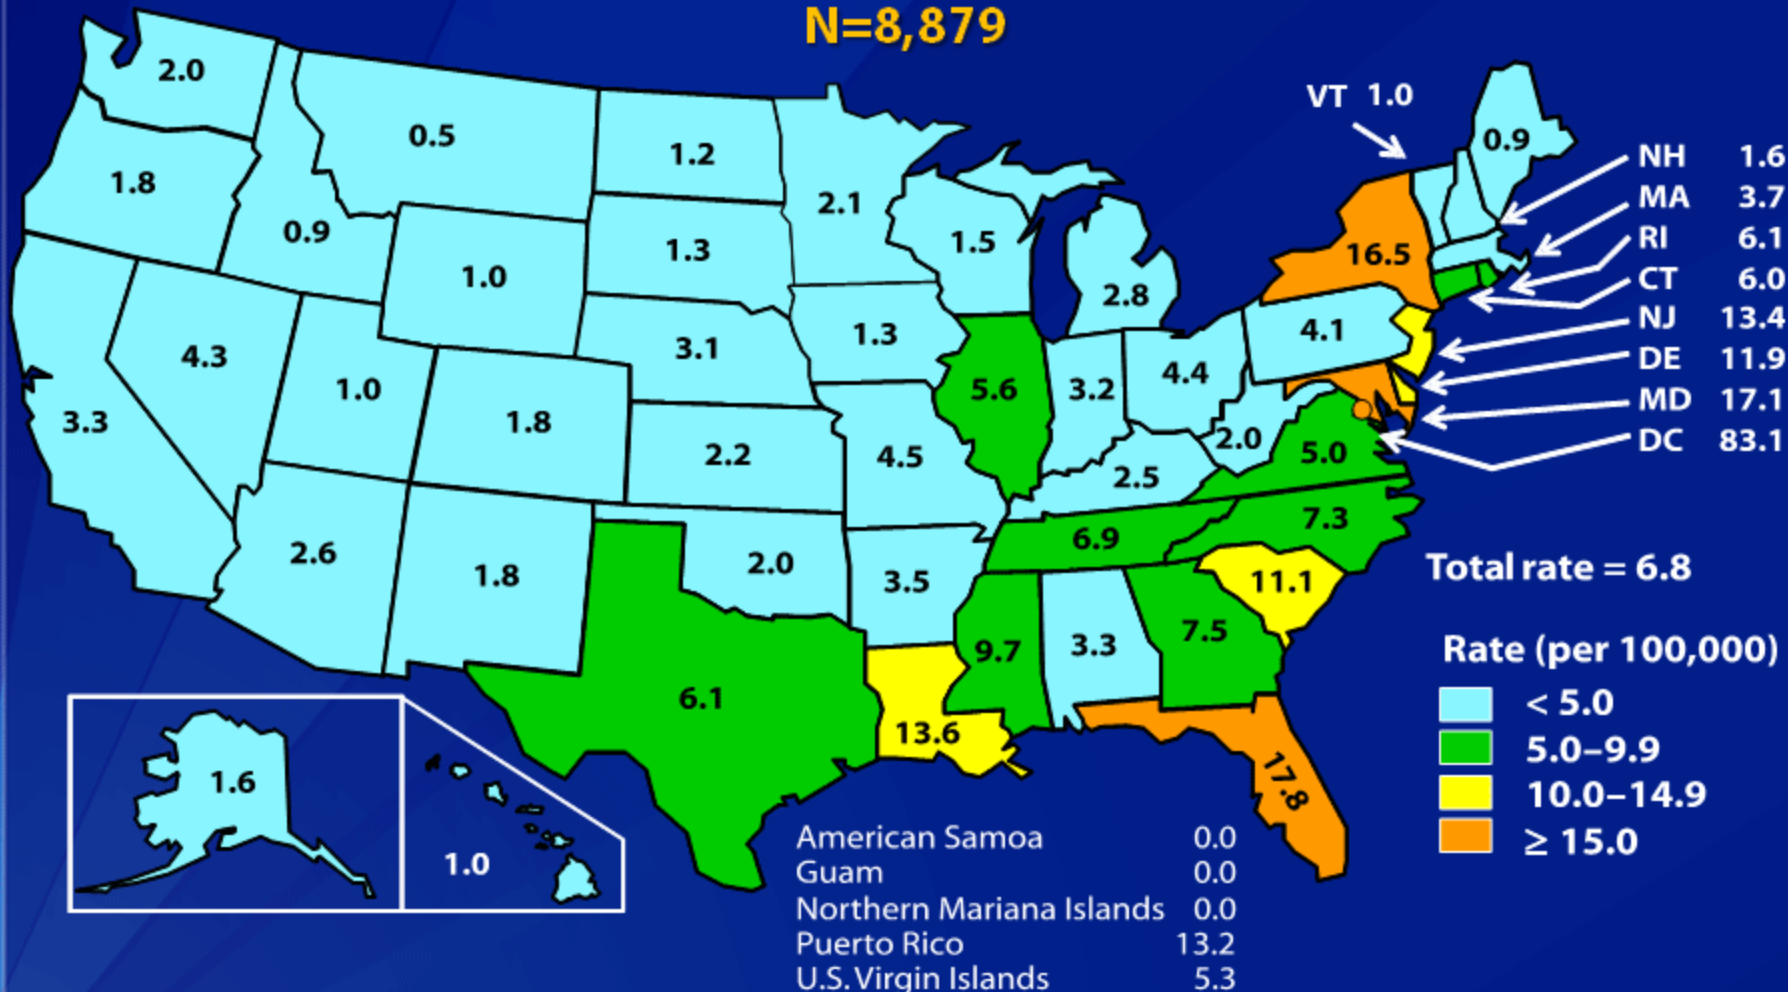 N=8,879
2.0
0.5
1.2
VT 1.0
0.9
NH 1.6
1.8
2.1
MA 3.7
0.9
1.3
1.5
16.5
RI 6.1
1.0
2.8
CT 6.0
4.3
3.1
1.3
4.1
NJ 13.4
1.0
5.6
3.2
4.4
DE 11.9
3.3
1.8
MD 17.1
2.2
4.5
2.0
5.0
DC 83.1
2.5
2.6
1.8
2.0
3.5
6.9
7.3
Total rate = 6.8
11.1
9.7
3.3
7.5
Rate (per 100,000)
6.1
13.6
< 5.0
5.0–9.9
1.6
17.8
10.0–14.9
1.0
≥ 15.0
American Samoa 0.0
Guam 0.0
Northern Mariana Islands 0.0
Puerto Rico 13.2
U.S. Virgin Islands 5.3